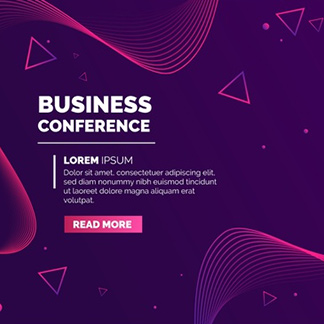 BUSINESS
CONFERENCE
LOREM IPSUM
Dolor sit amet, consectetuer adipiscing elit, sed
diam nonummy nibh euismod tincidunt
ut laoreet dolore magna aliquam erat
volutpat.
READ MORE